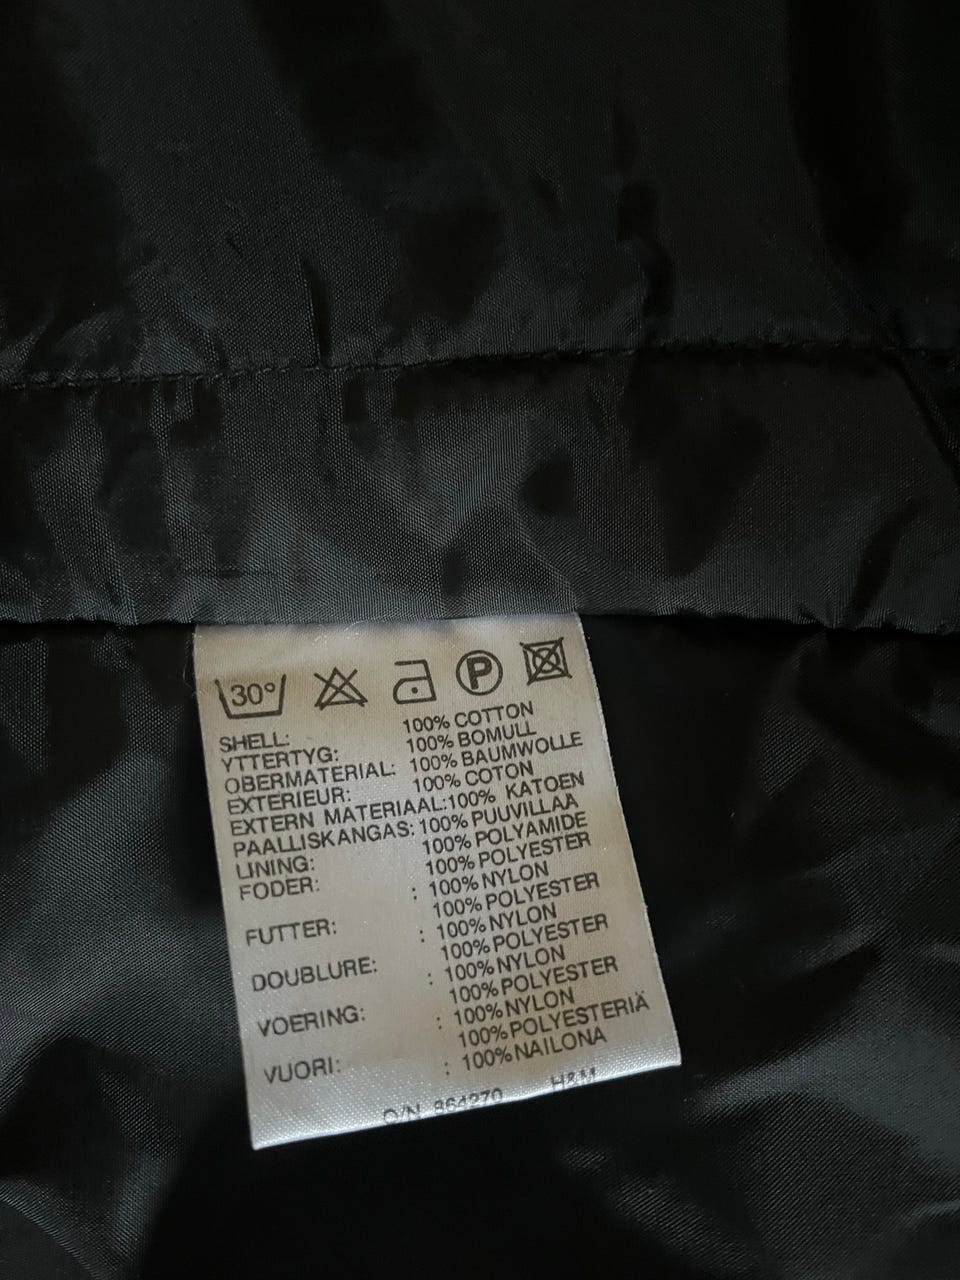 30°
P
SHELL: 100% COTTON
YTTERTYG: 100% BOMULL
OBERMATERIAL: 100% BAUMWOLLE
EXTERIEUR: 100% COTON
EXTERN MATERIAAL:100% KATOEN
PAALLISKANGAS: 100% PUUVILLAA
LINING: 100% POLYAMIDE
FODER: 100% POLYESTER
: 100% NYLON
FUTTER: 100% POLYESTER
: 100% NYLON
DOUBLURE: 100% POLYESTER
: 100% NYLON
VOERING: 100% POLYESTER
: 100% NYLON
VUORI: 100% POLYESTERIÄ
: 100% NAILONA
O/N 864270 H&M